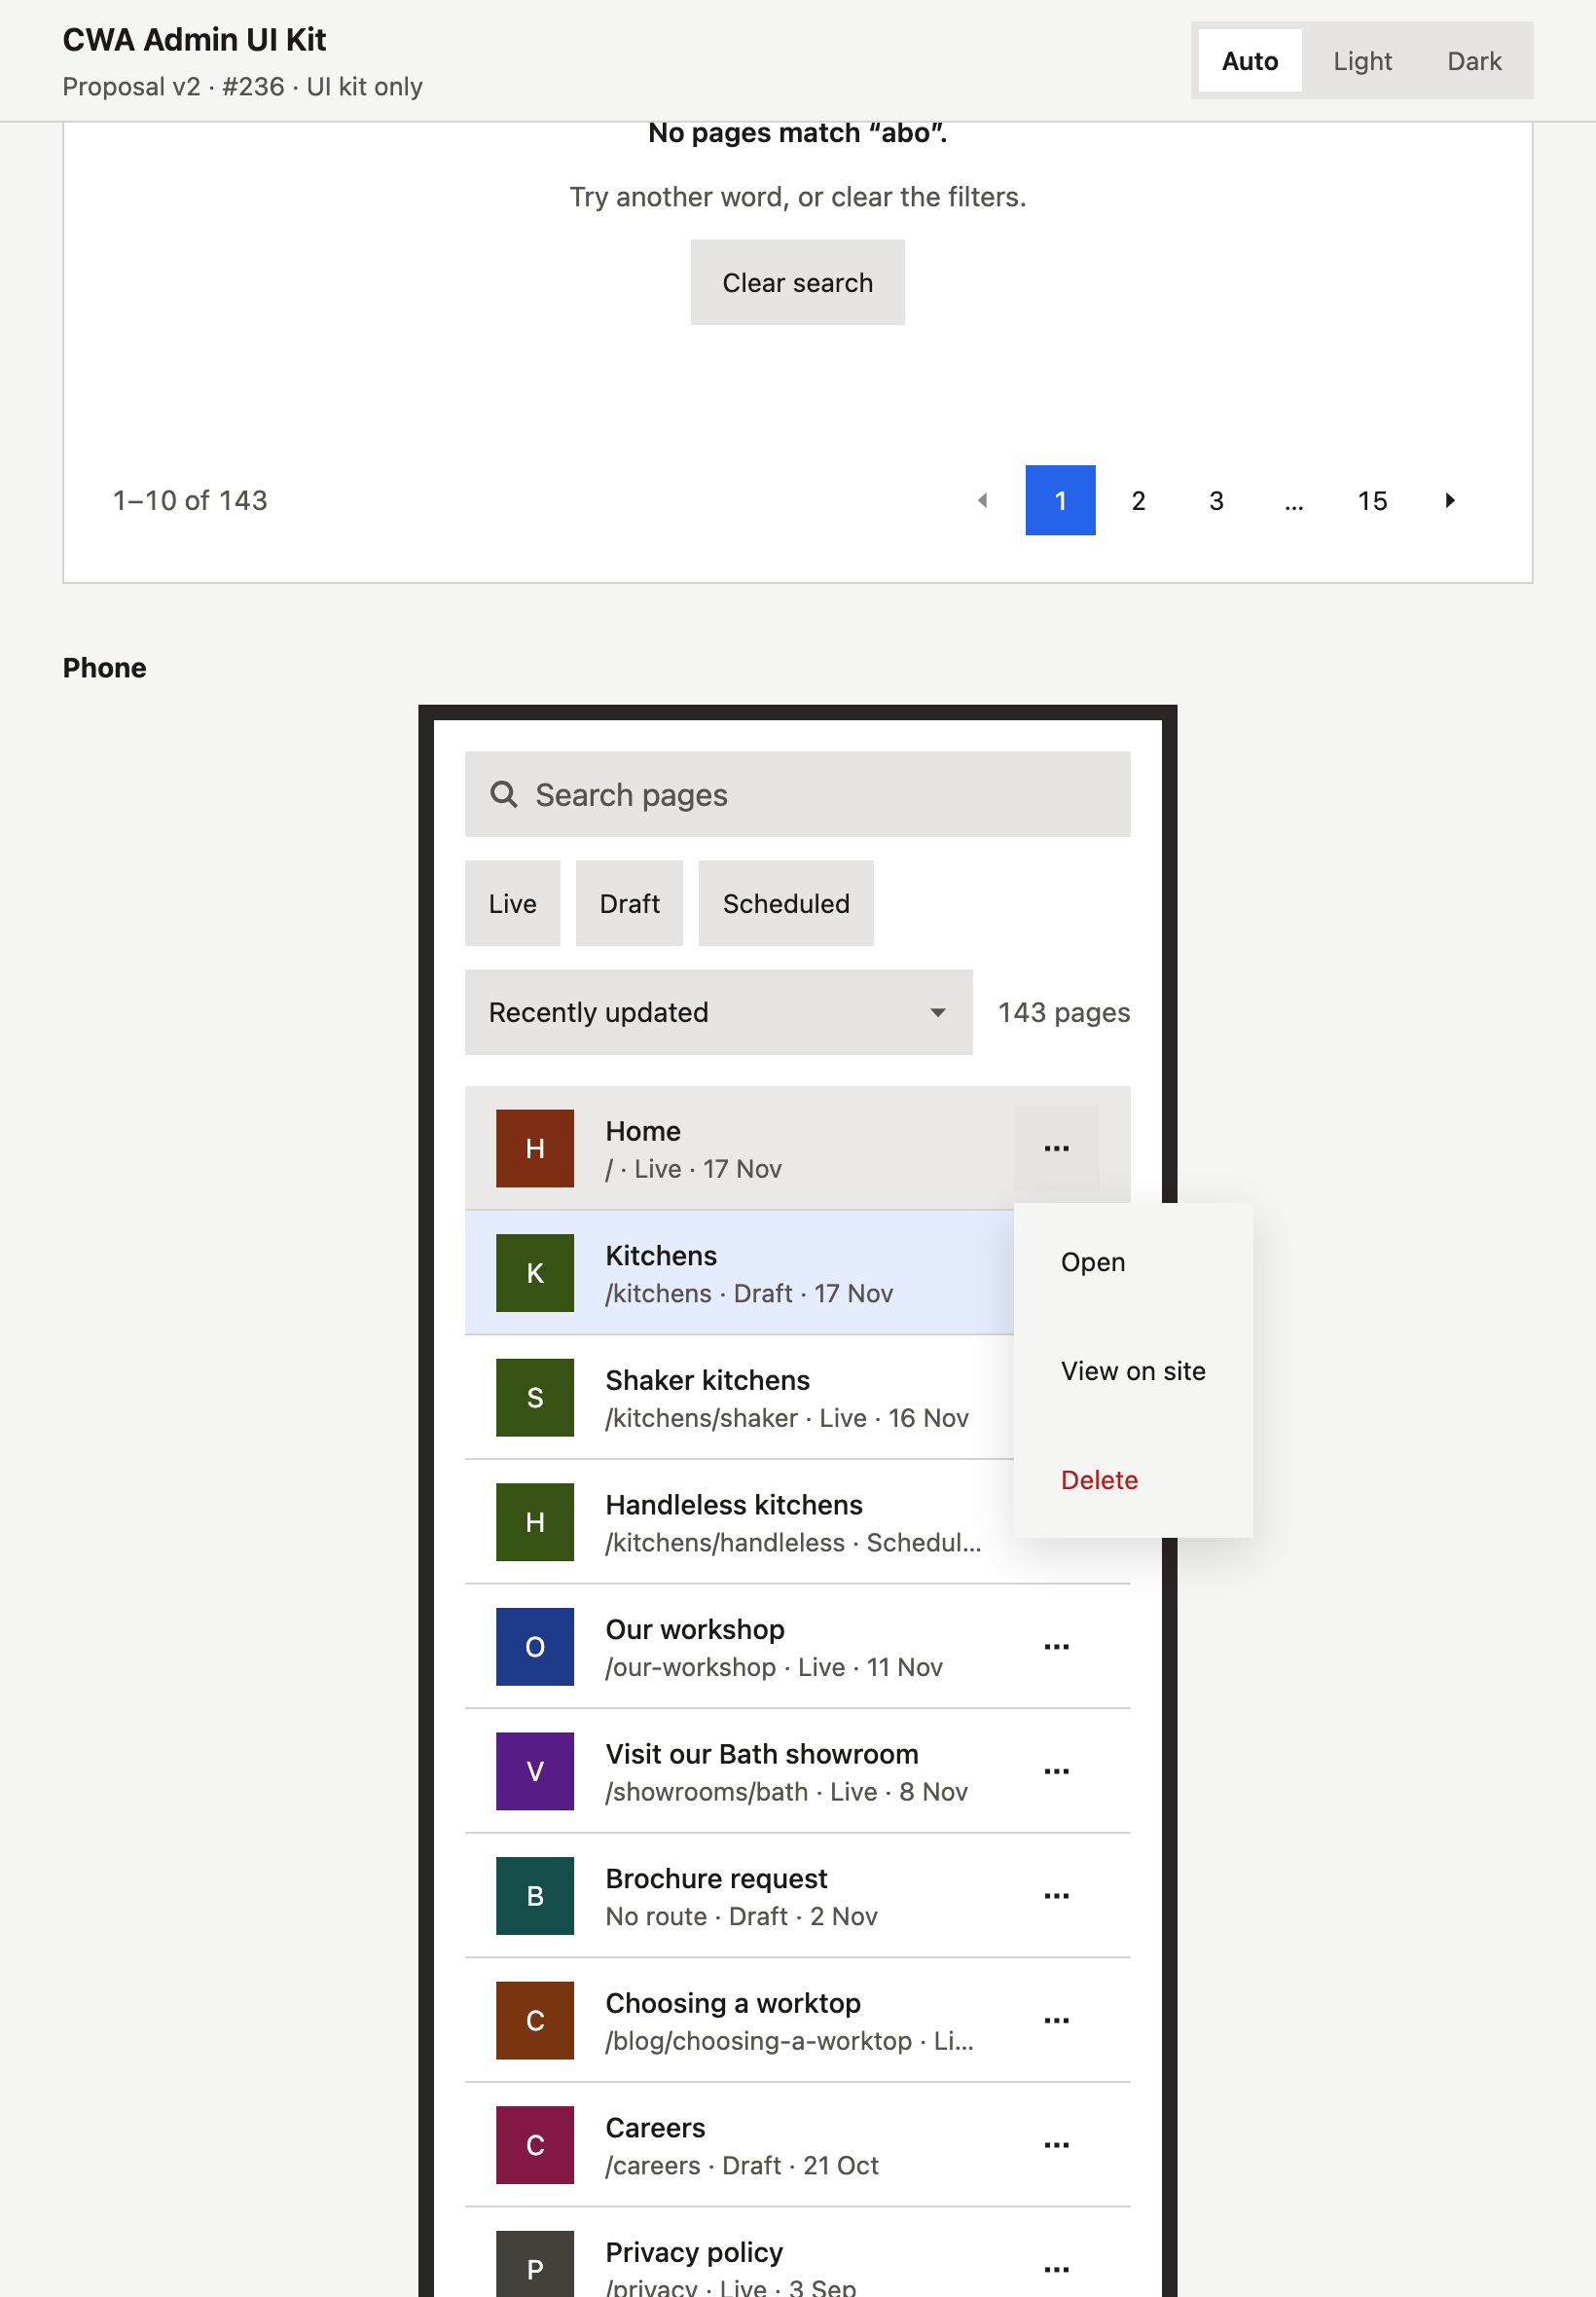 CWA Admin UI Kit
Proposal v2 · #236 · UI kit only
Auto
Light
Dark
No pages match “abo”.
Try another word, or clear the filters.
Clear search
1–10 of 143
1
2
3
...
15
Phone
Search pages
Live
Draft
Scheduled
Recently updated
143 pages
H
Home
/ · Live · 17 Nov
K
Kitchens
/kitchens · Draft · 17 Nov
Open
View on site
Delete
S
Shaker kitchens
/kitchens/shaker · Live · 16 Nov
H
Handleless kitchens
/kitchens/handleless · Schedul...
O
Our workshop
/our-workshop · Live · 11 Nov
V
Visit our Bath showroom
/showrooms/bath · Live · 8 Nov
B
Brochure request
No route · Draft · 2 Nov
C
Choosing a worktop
/blog/choosing-a-worktop · Li...
C
Careers
/careers · Draft · 21 Oct
P
Privacy policy
/privacy · Live · 3 Sep